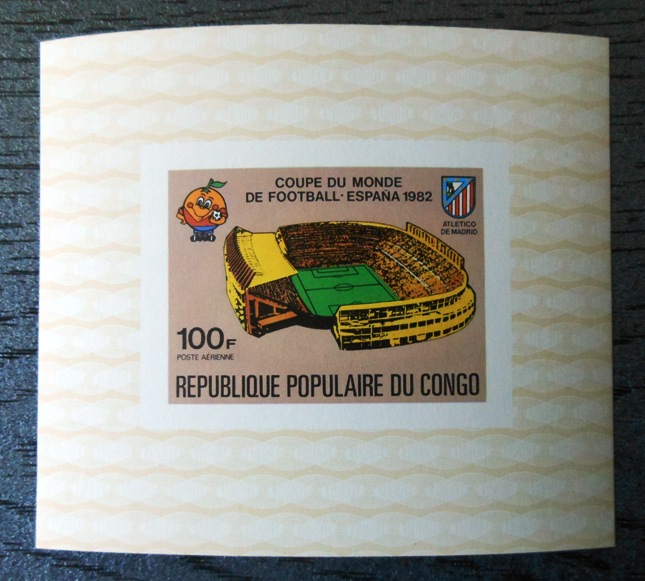 COUPE DU MONDE
DE FOOTBALL · ESPAÑA 1982
ATLETICO
DE MADRID
100F
POSTE AÉRIENNE
REPUBLIQUE POPULAIRE DU CONGO